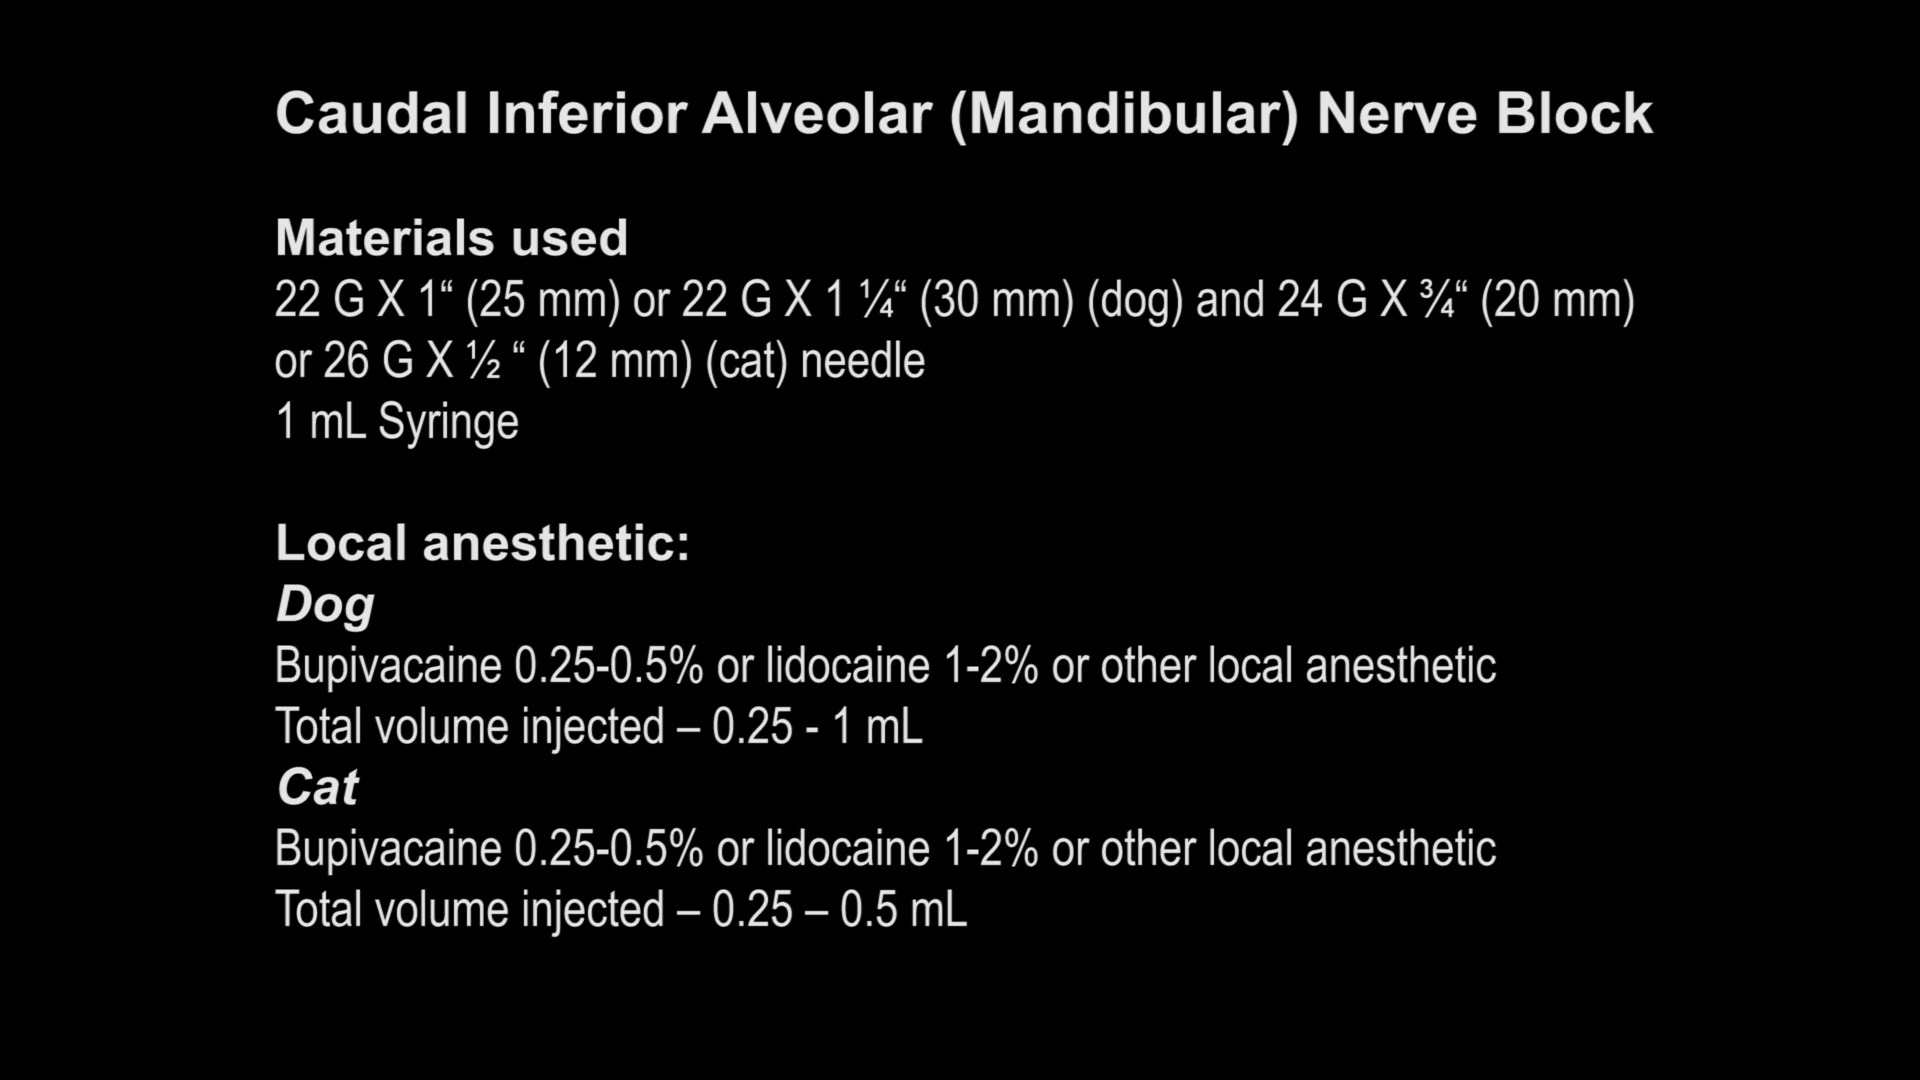 Caudal Inferior Alveolar (Mandibular) Nerve Block
Materials used
22 G X 1“ (25 mm) or 22 G X 1 ¼“ (30 mm) (dog) and 24 G X ¾“ (20 mm)
or 26 G X ½ “ (12 mm) (cat) needle
1 mL Syringe
Local anesthetic:
Dog
Bupivacaine 0.25-0.5% or lidocaine 1-2% or other local anesthetic
Total volume injected – 0.25 - 1 mL
Cat
Bupivacaine 0.25-0.5% or lidocaine 1-2% or other local anesthetic
Total volume injected – 0.25 – 0.5 mL